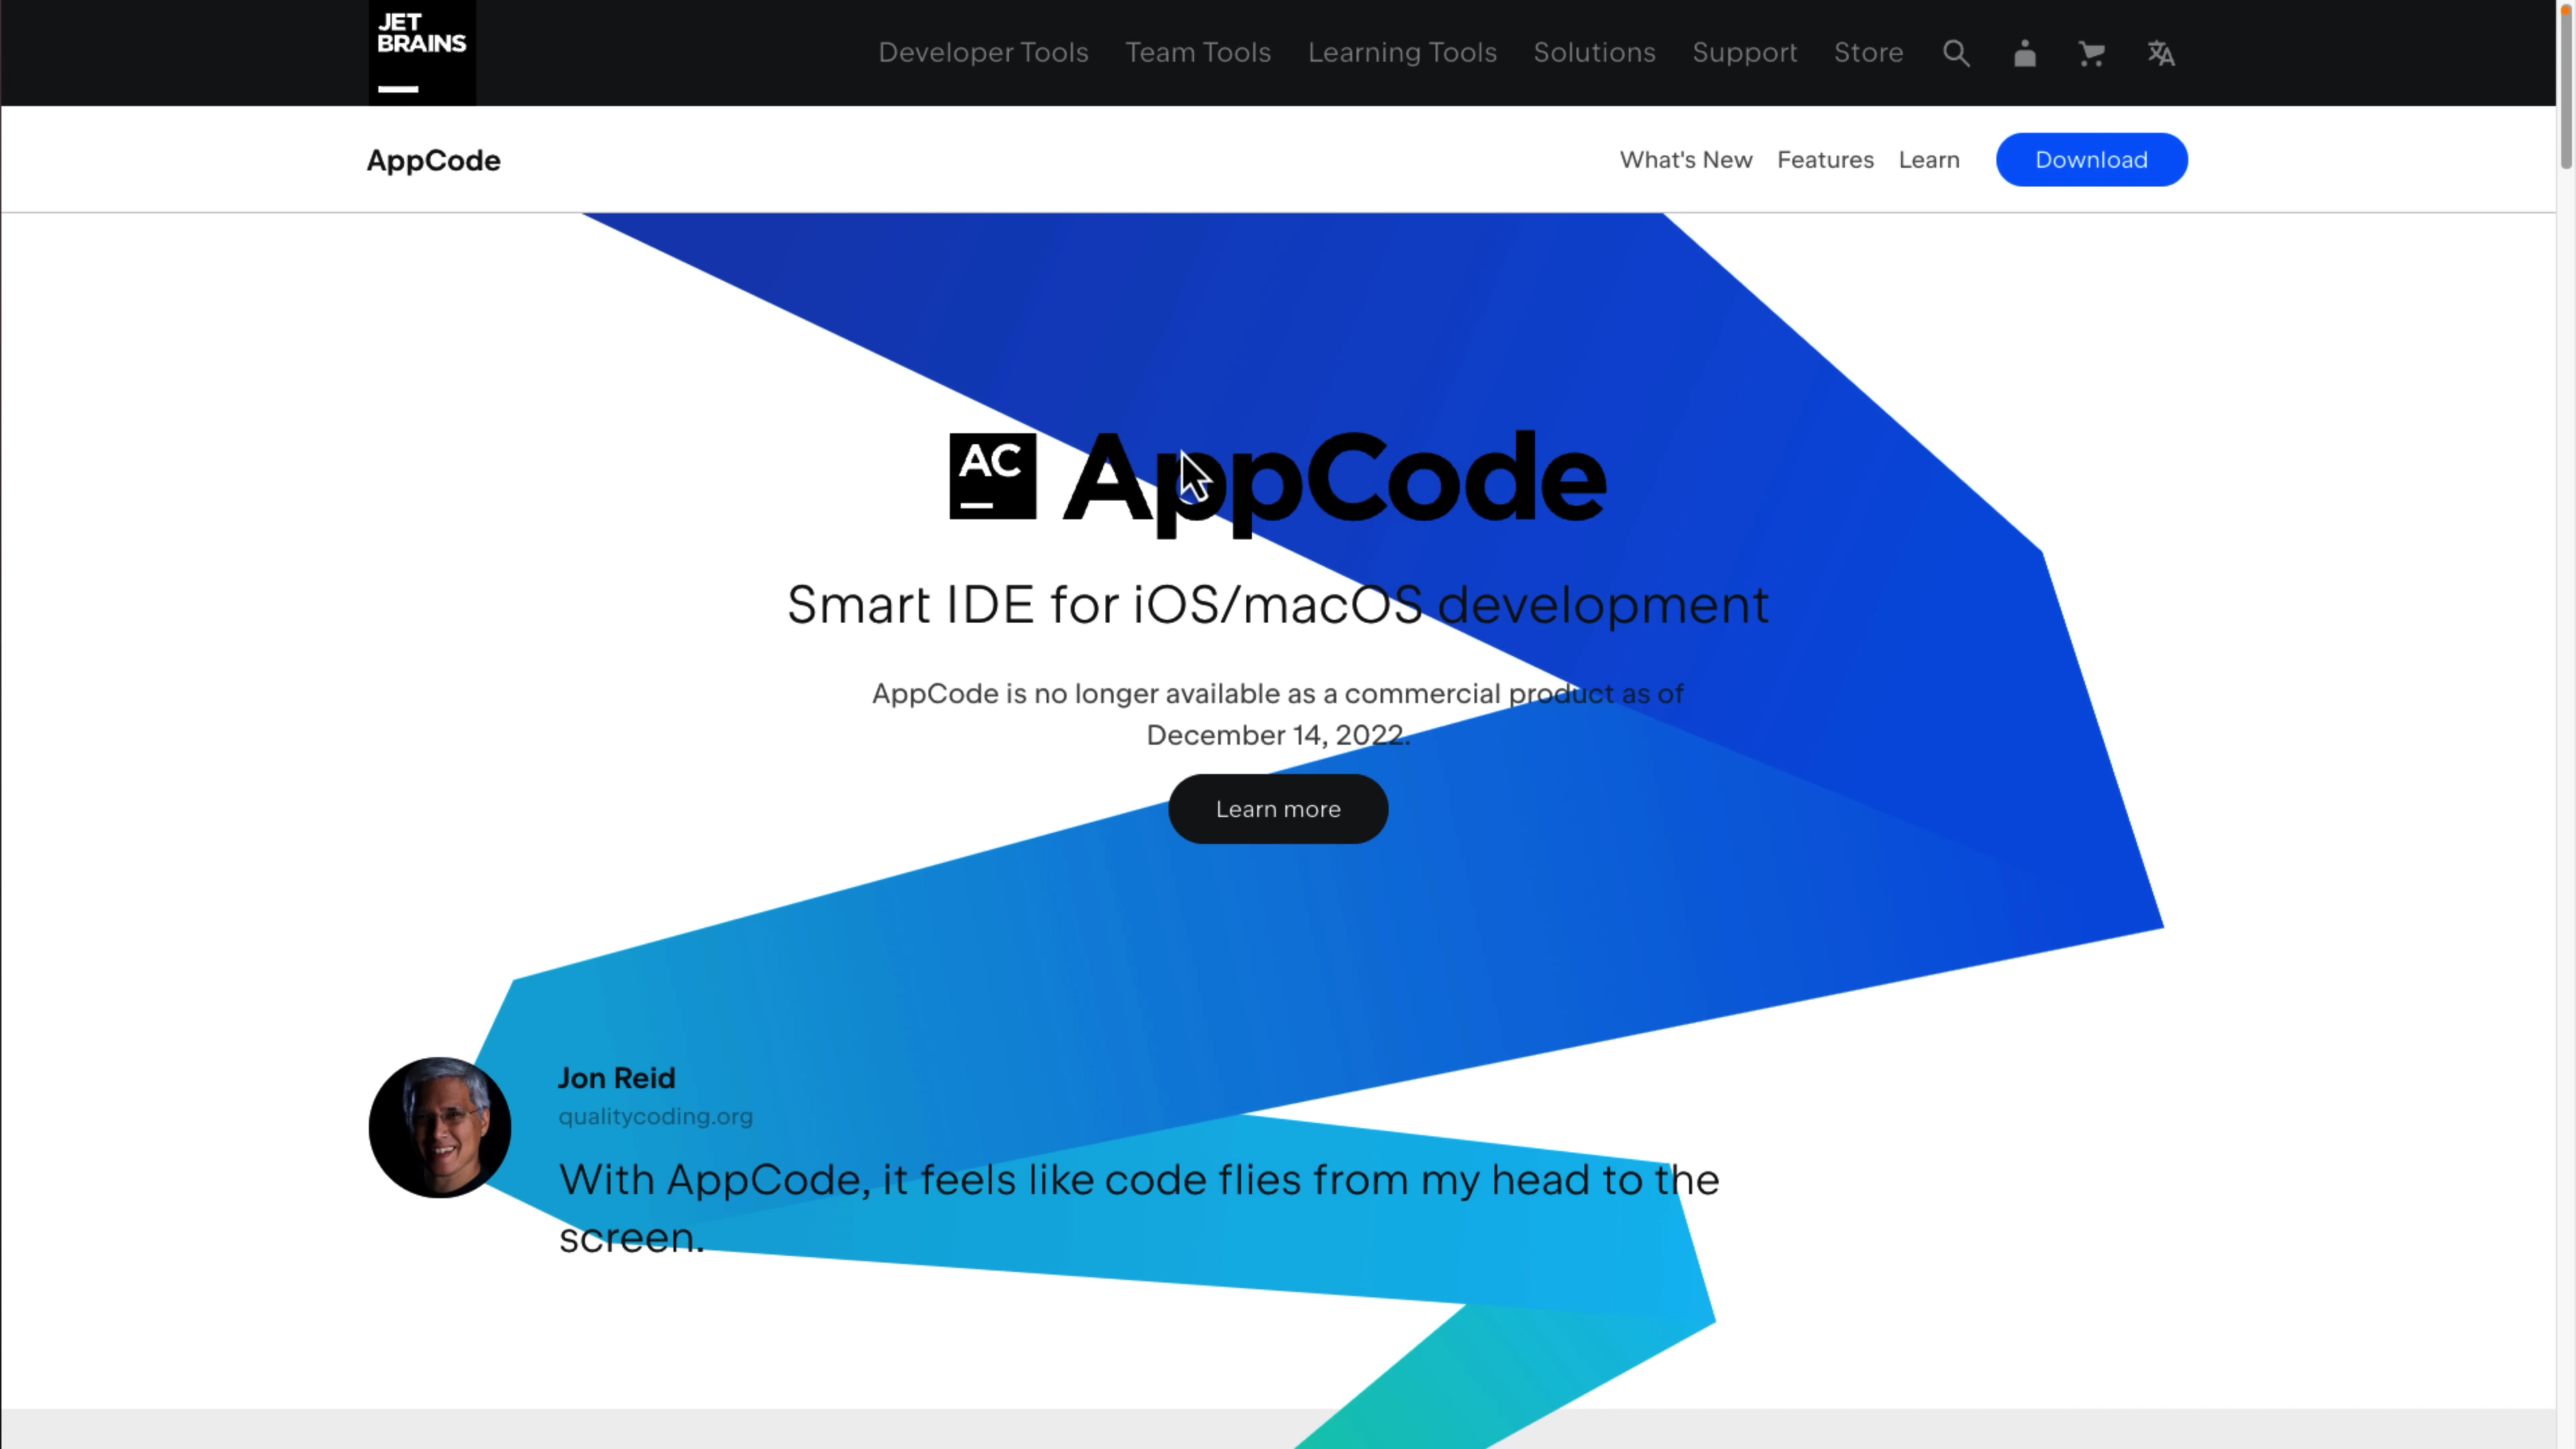 JET
BRAINS
Developer Tools Team Tools Learning Tools Solutions Support Store
AppCode
What's New Features Learn Download
AC
AppCode
Smart IDE for iOS/macOS development
AppCode is no longer available as a commercial product as of
December 14, 2022.
Learn more
Jon Reid
qualitycoding.org
With AppCode, it feels like code flies from my head to the
screen.